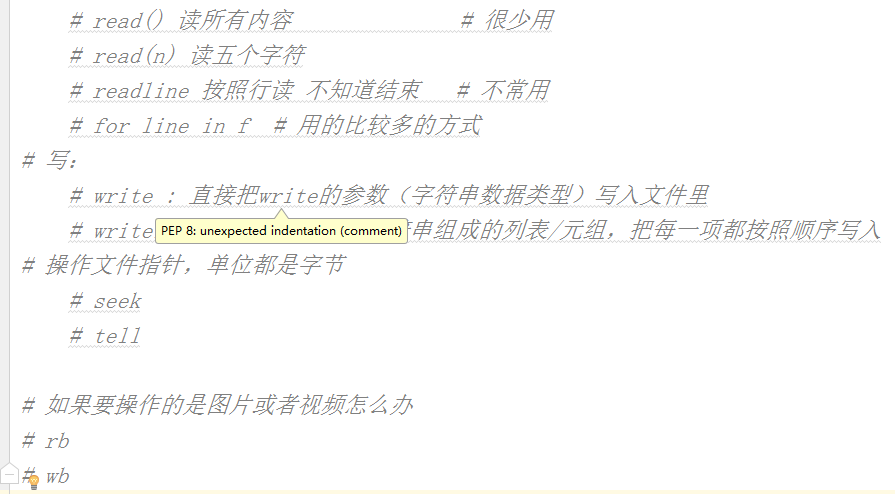 # read() 读所有内容 # 很少用
# read(n) 读五个字符
# readline 按照行读 不知道结束 # 不常用
# for line in f # 用的比较多的方式
# 写:
# write : 直接把write的参数（字符串数据类型）写入文件里
PEP 8: unexpected indentation (comment)
# write 串组成的列表/元组，把每一项都按照顺序写入
# 操作文件指针，单位都是字节
# seek
# tell
# 如果要操作的是图片或者视频怎么办
# rb
# wb